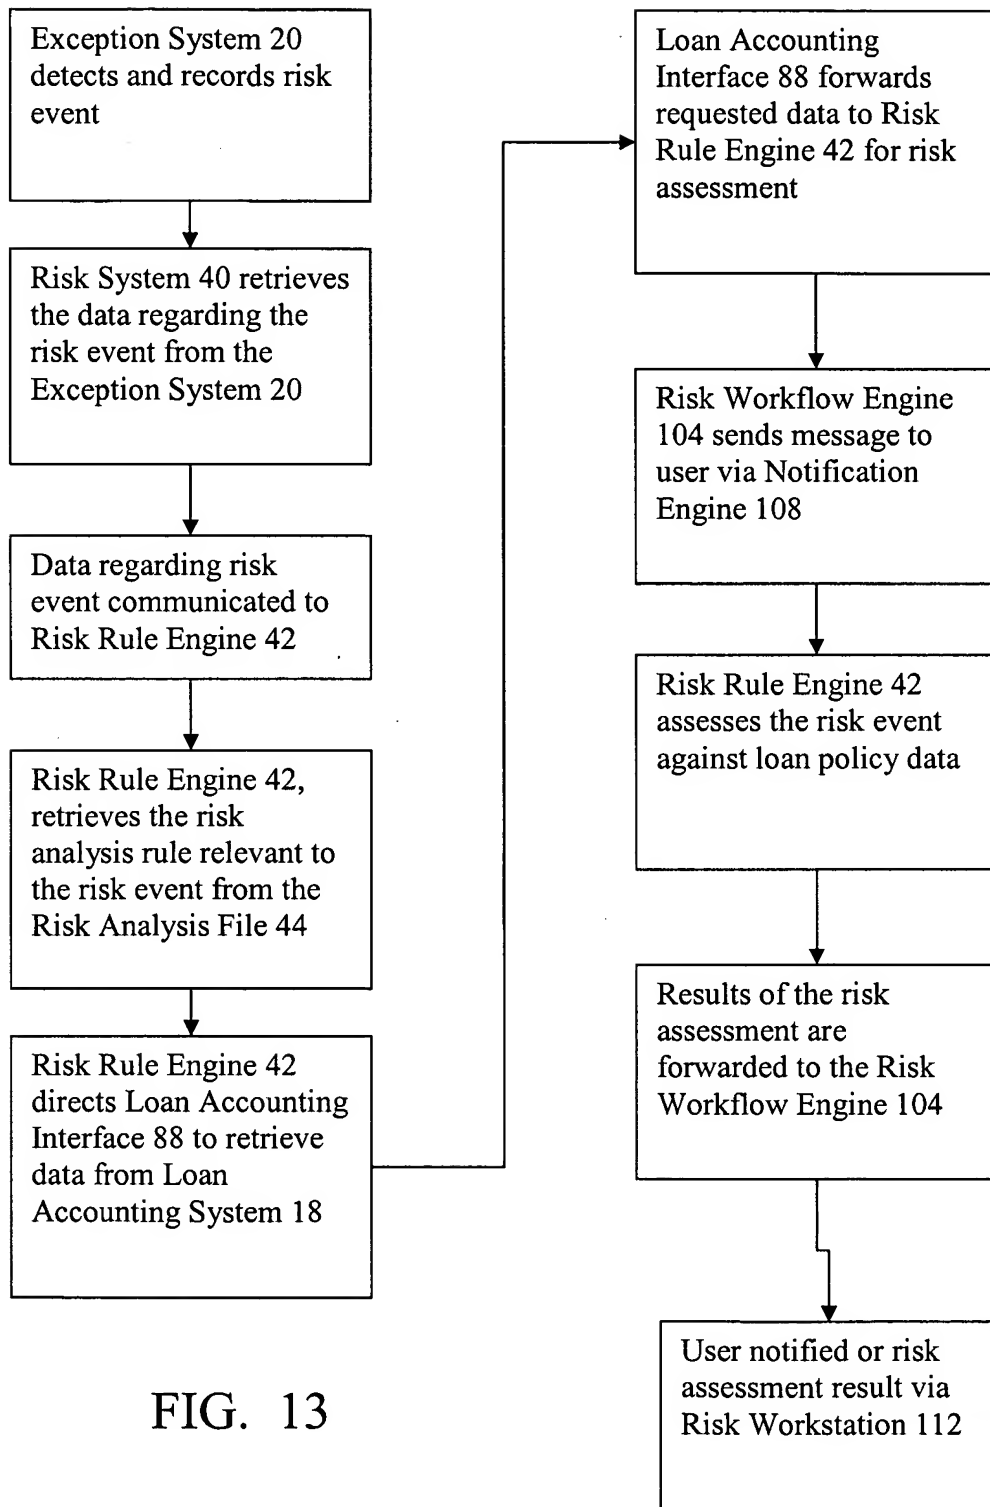 Exception System 20
detects and records risk
event
Risk System 40 retrieves
the data regarding the
risk event from the
Exception System 20
Data regarding risk
event communicated to
Risk Rule Engine 42
Risk Rule Engine 42,
retrieves the risk
analysis rule relevant to
the risk event from the
Risk Analysis File 44
Risk Rule Engine 42
directs Loan Accounting
Interface 88 to retrieve
data from Loan
Accounting System 18
Loan Accounting
Interface 88 forwards
requested data to Risk
Rule Engine 42 for risk
assessment
Risk Workflow Engine
104 sends message to
user via Notification
Engine 108
Risk Rule Engine 42
assesses the risk event
against loan policy data
Results of the risk
assessment are
forwarded to the Risk
Workflow Engine 104
User notified or risk
assessment result via
Risk Workstation 112
FIG. 13